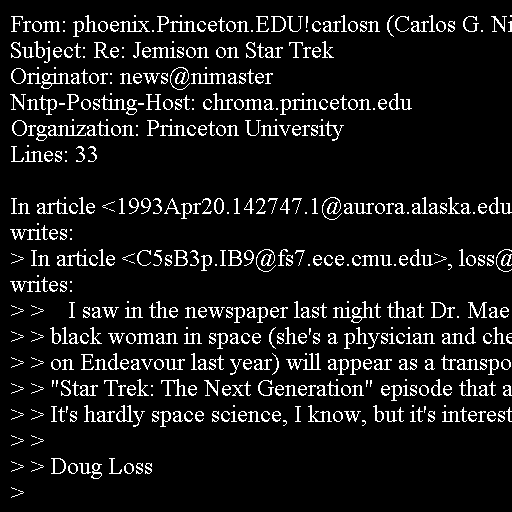 From: phoenix.Princeton.EDU!carlosn (Carlos G. Ni
Subject: Re: Jemison on Star Trek
Originator: news@nimaster
Nntp-Posting-Host: chroma.princeton.edu
Organization: Princeton University
Lines: 33

In article <1993Apr20.142747.1@aurora.alaska.edu
writes:
> In article <C5sB3p.IB9@fs7.ece.cmu.edu>, loss@
writes:
> >    I saw in the newspaper last night that Dr. Mae
> > black woman in space (she's a physician and che
> > on Endeavour last year) will appear as a transpo
> > "Star Trek: The Next Generation" episode that a
> > It's hardly space science, I know, but it's interest
> >
> > Doug Loss
>